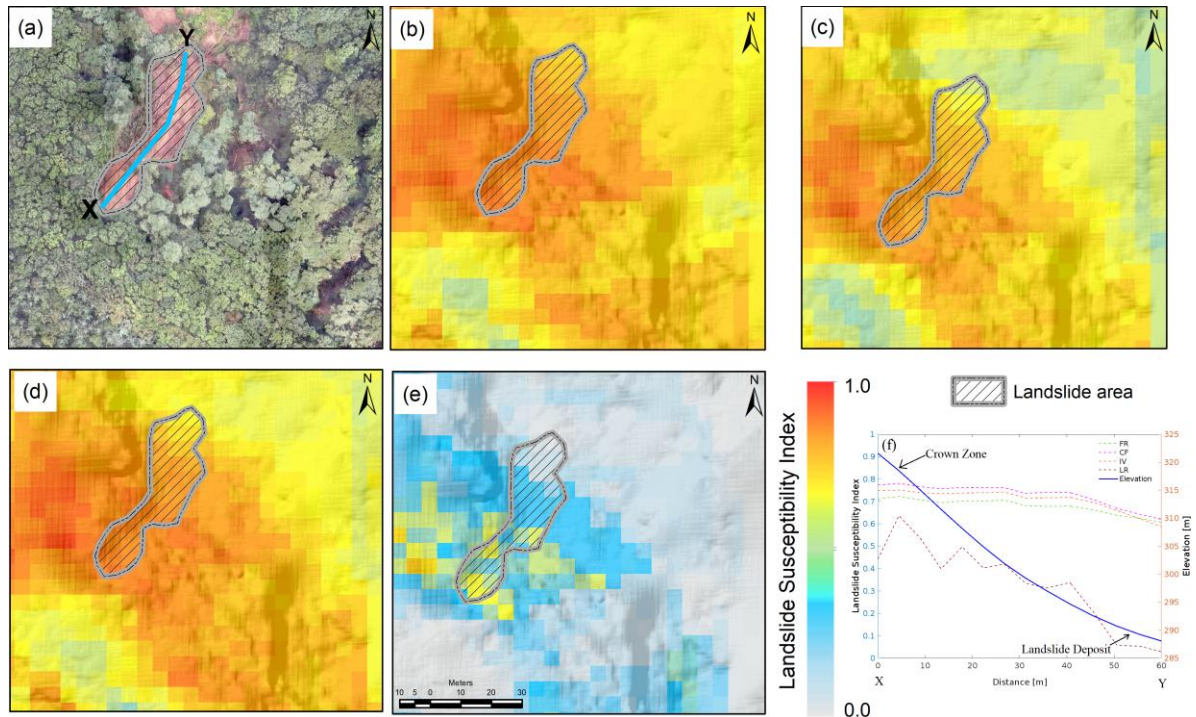 (a)
N
Y
X
(b)
N
(c)
N
(d)
N
(e)
N
Meters
10 5 0 10 20 30
Landslide Susceptibility Index
1.0
0.0
Landslide area
(f)
Crown Zone
Landslide Deposit
FR
CF
IV
LR
Elevation
Landslide Susceptibility Index
1
0.9
0.8
0.7
0.6
0.5
0.4
0.3
0.2
0.1
0
325
320
315
310
305
300
295
290
285
Elevation [m]
0 10 20 30 40 50 60
X Distance [m] Y